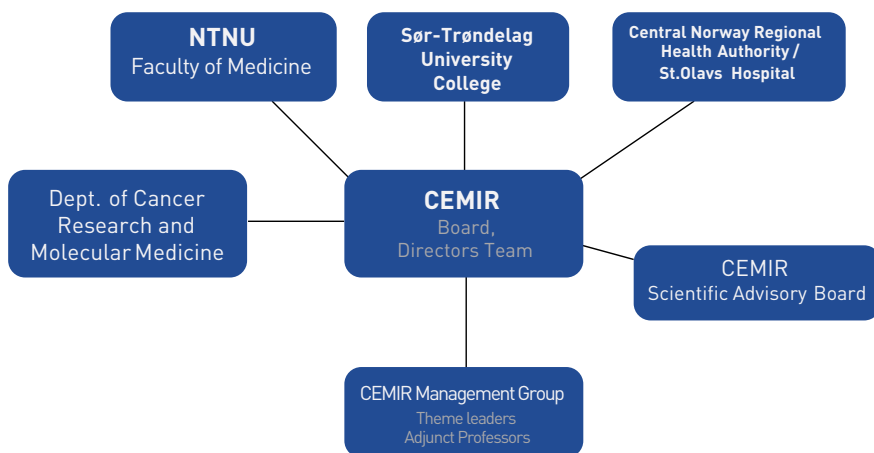 NTNU
Faculty of Medicine
Sør-Trøndelag
University
College
Central Norway Regional
Health Authority /
St.Olavs Hospital
Dept. of Cancer
Research and
Molecular Medicine
CEMIR
Board,
Directors Team
CEMIR
Scientific Advisory Board
CEMIR Management Group
Theme leaders
Adjunct Professors